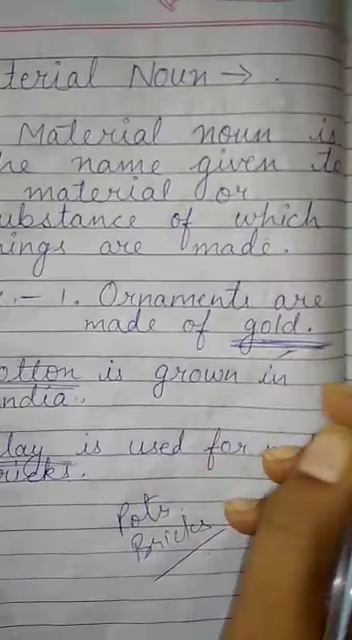 terial Noun →.
Material noun is
he name given to
material or
ubstance of which
ings are made.
.– 1. Ornaments are
made of gold.
otton is grown in
ndia.
lay is used for
ricks.
Pots
Bricks